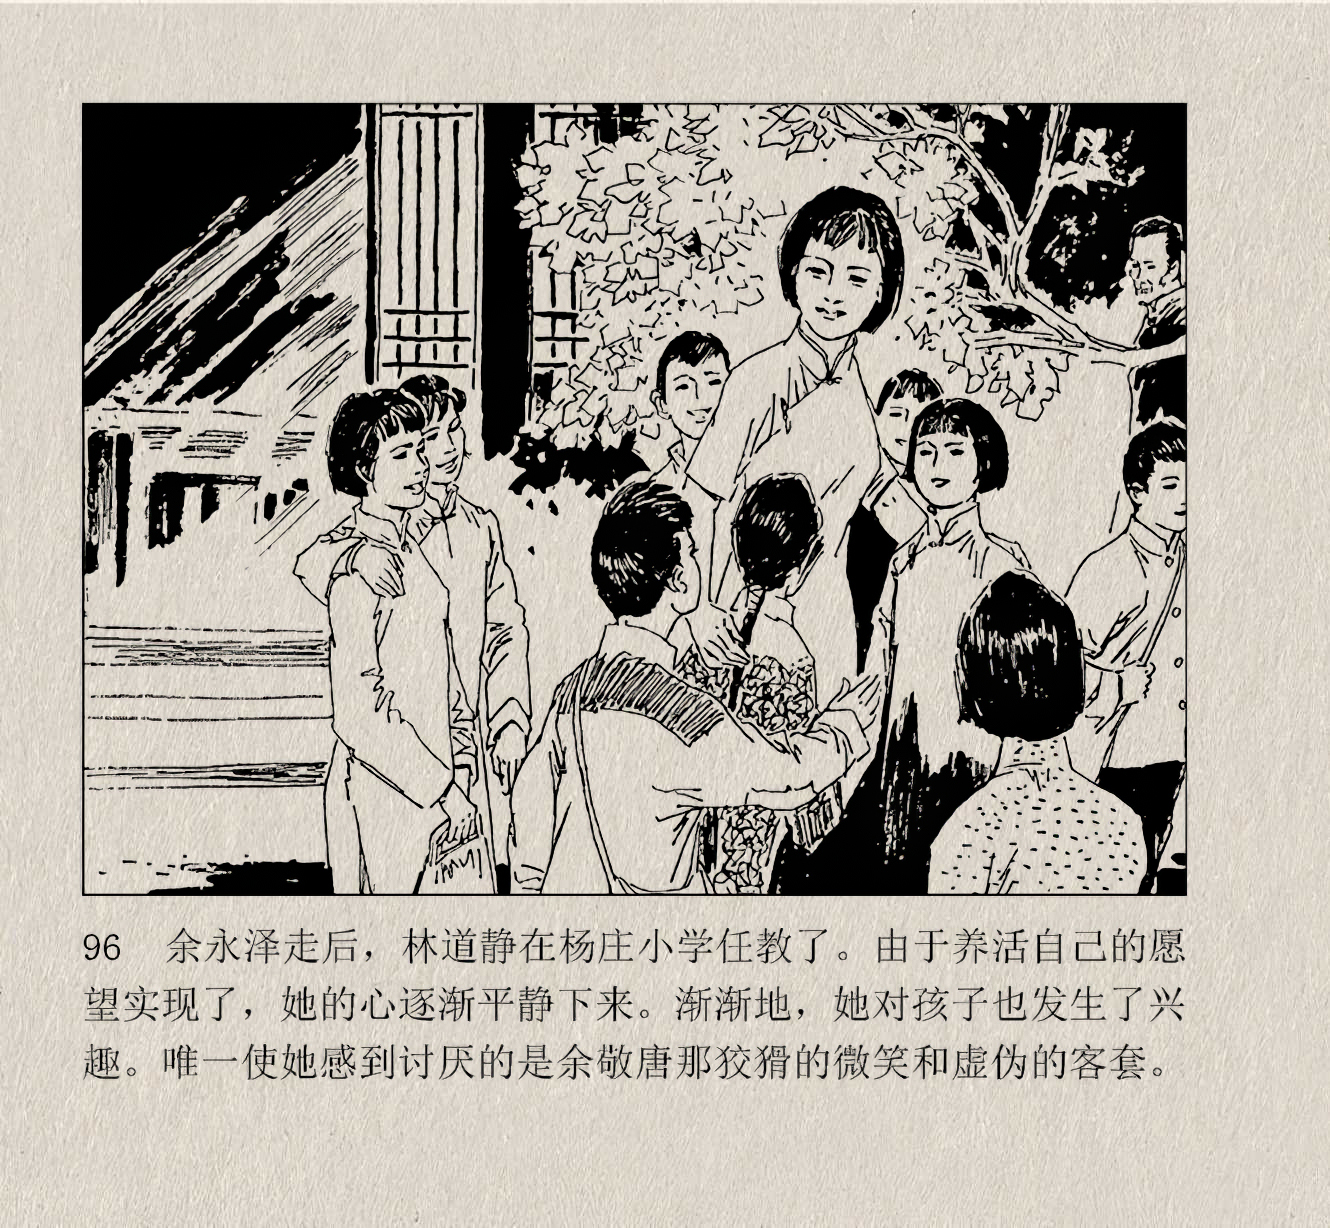 96 余永泽走后，林道静在杨庄小学任教了。由于养活自己的愿
望实现了，她的心逐渐平静下来。渐渐地，她对孩子也发生了兴
趣。唯一使她感到讨厌的是余敬唐那狡猾的微笑和虚伪的客套。